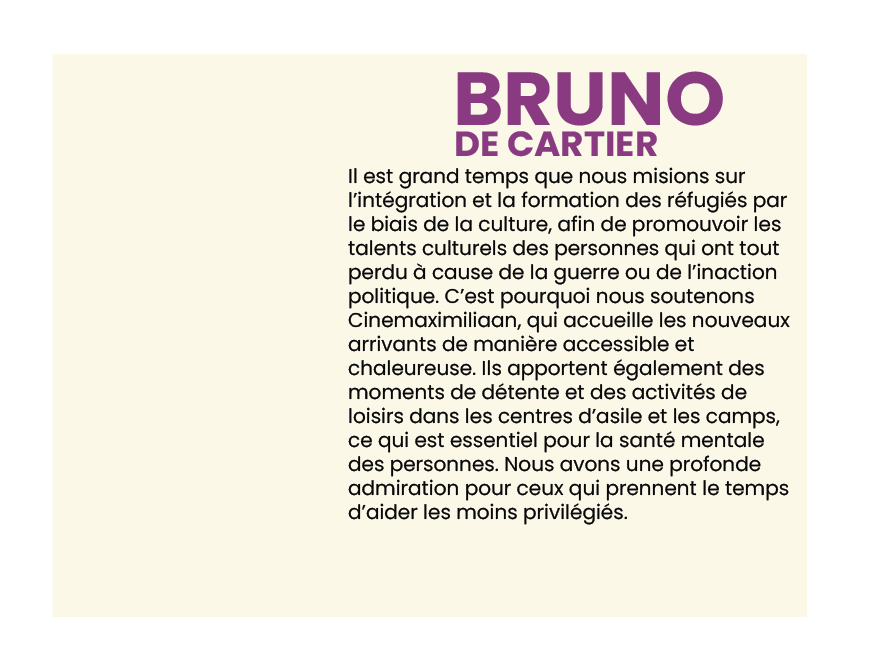 BRUNO
DE CARTIER
Il est grand temps que nous misions sur
l’intégration et la formation des réfugiés par
le biais de la culture, afin de promouvoir les
talents culturels des personnes qui ont tout
perdu à cause de la guerre ou de l’inaction
politique. C’est pourquoi nous soutenons
Cinemaximiliaan, qui accueille les nouveaux
arrivants de manière accessible et
chaleureuse. Ils apportent également des
moments de détente et des activités de
loisirs dans les centres d’asile et les camps,
ce qui est essentiel pour la santé mentale
des personnes. Nous avons une profonde
admiration pour ceux qui prennent le temps
d’aider les moins privilégiés.